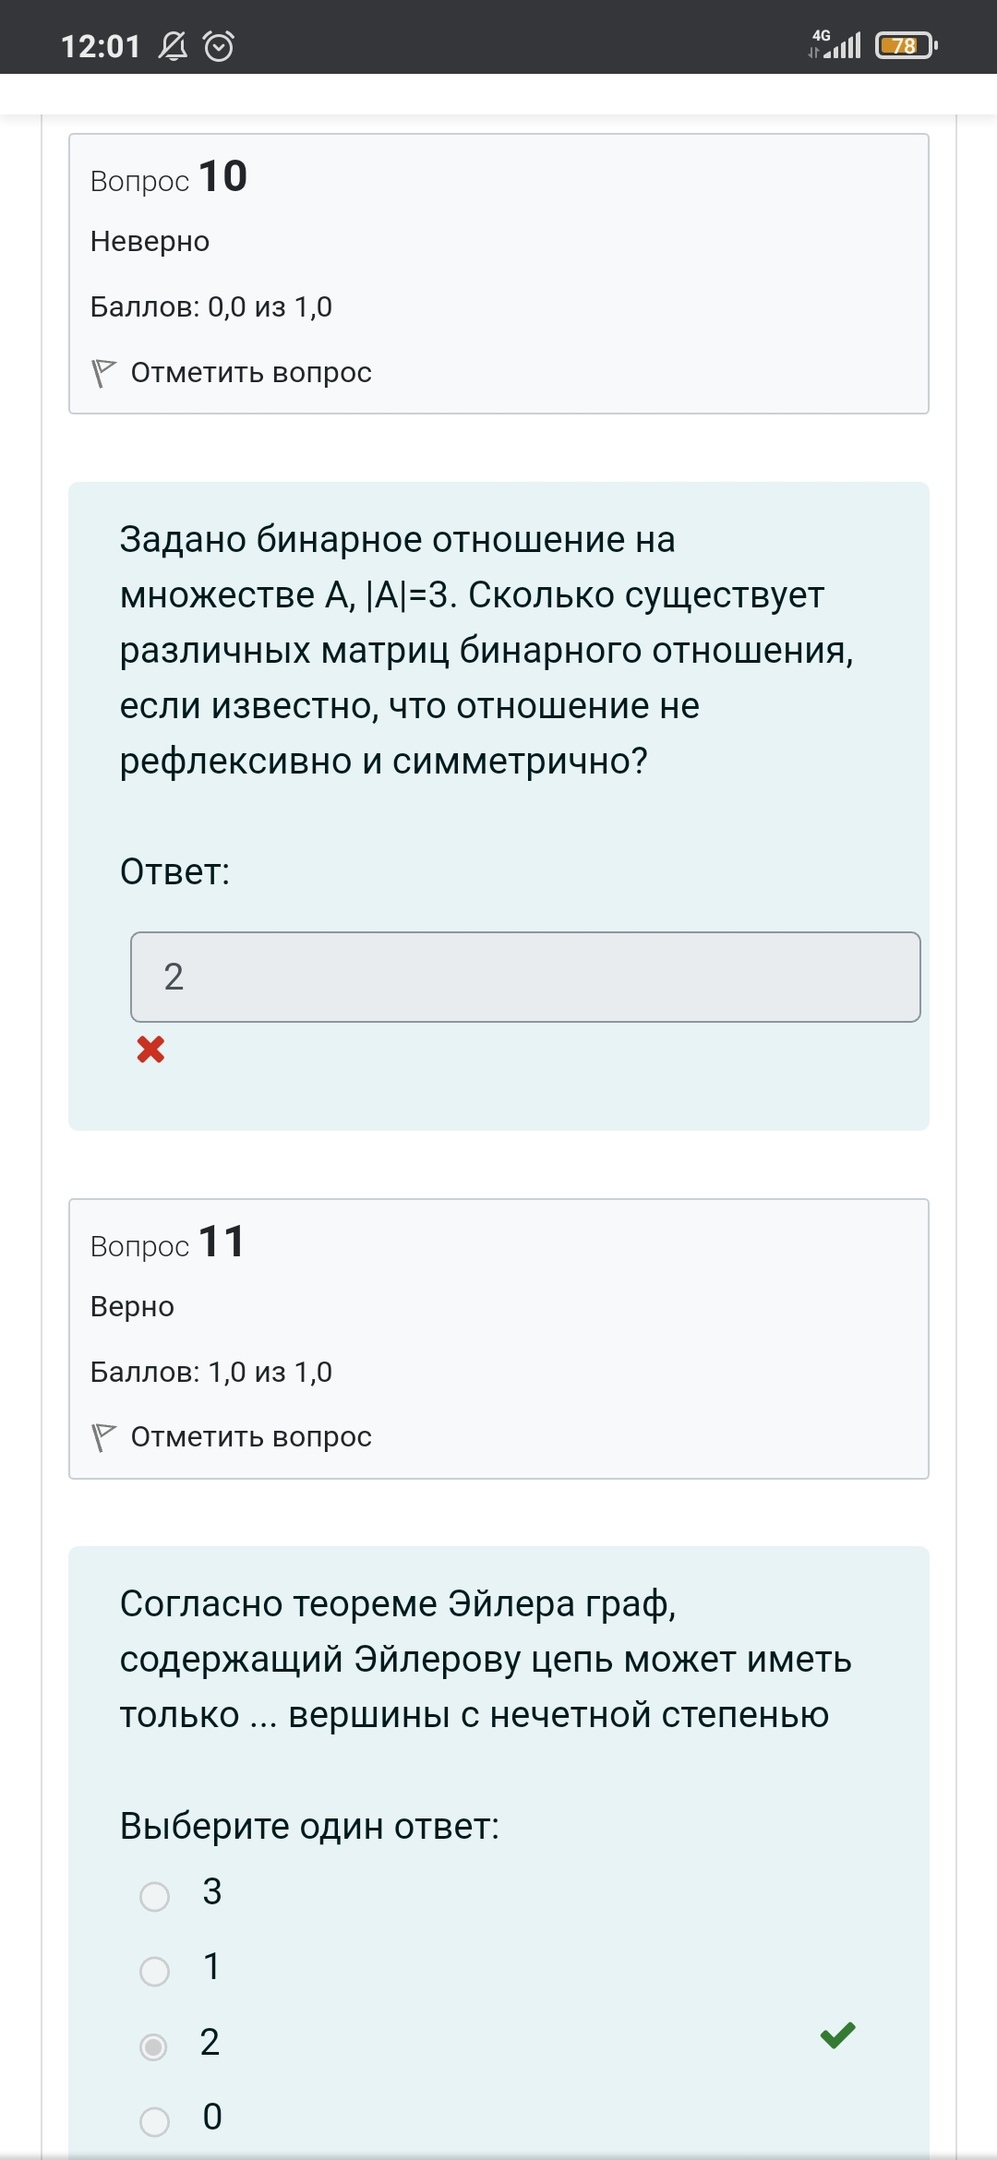 12:01
4G
78
Вопрос 10
Неверно
Баллов: 0,0 из 1,0
Отметить вопрос
Задано бинарное отношение на
множестве A, |A|=3. Сколько существует
различных матриц бинарного отношения,
если известно, что отношение не
рефлексивно и симметрично?
Ответ:
2
Вопрос 11
Верно
Баллов: 1,0 из 1,0
Отметить вопрос
Согласно теореме Эйлера граф,
содержащий Эйлерову цепь может иметь
только ... вершины с нечетной степенью
Выберите один ответ:
3
1
2
0